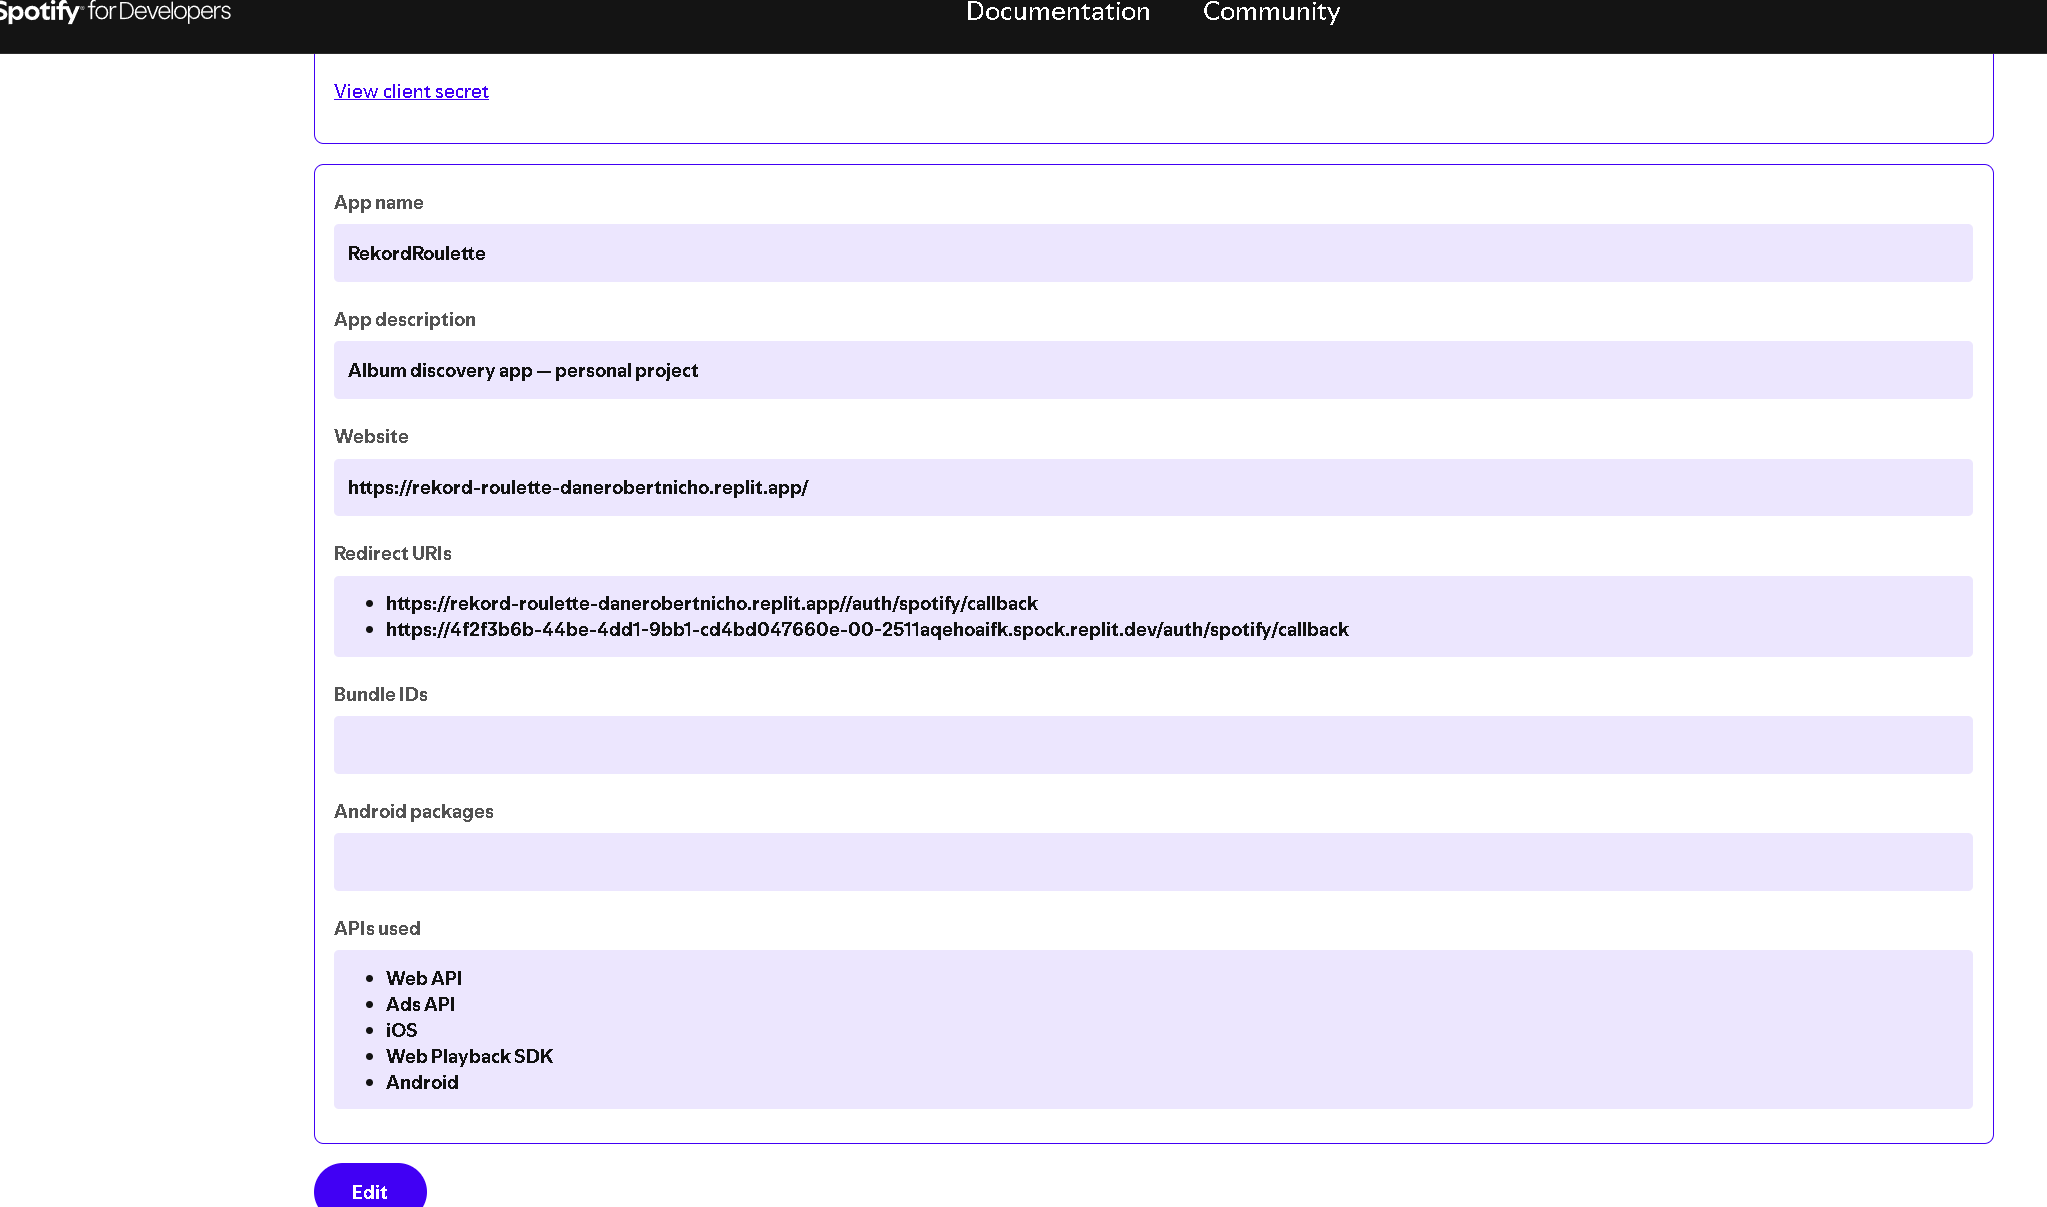 Spotify for Developers
Documentation
Community
View client secret
App name
RekordRoulette
App description
Album discovery app — personal project
Website
https://rekord-roulette-danerobertnicho.replit.app/
Redirect URIs
• https://rekord-roulette-danerobertnicho.replit.app//auth/spotify/callback
• https://4f2f3b6b-44be-4dd1-9bb1-cd4bd047660e-00-2511aqehoaifk.spock.replit.dev/auth/spotify/callback
Bundle IDs
Android packages
APIs used
• Web API
• Ads API
• iOS
• Web Playback SDK
• Android
Edit